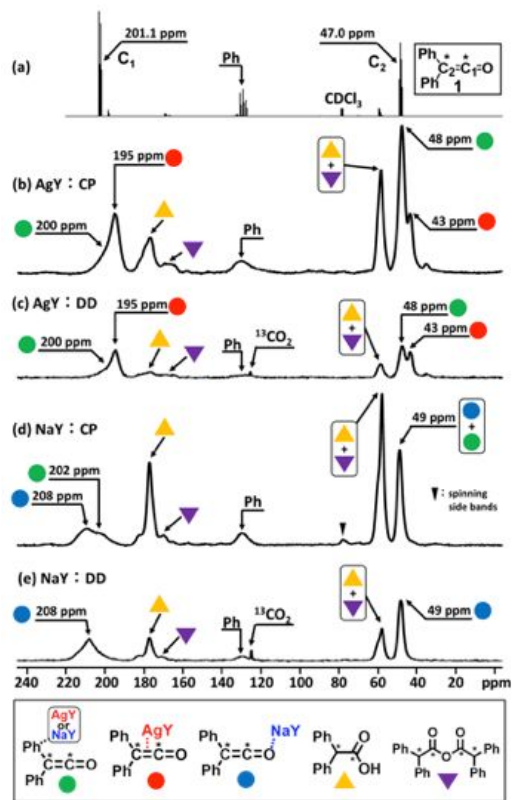 (a)
201.1 ppm
C1
Ph
47.0 ppm
C2
CDCl3
Ph
Ph
C2=C1=O
* *
1
(b) AgY : CP
195 ppm
200 ppm
Ph
+
48 ppm
43 ppm
(c) AgY : DD
195 ppm
200 ppm
Ph
13CO2
+
48 ppm
43 ppm
(d) NaY : CP
202 ppm
208 ppm
Ph
+
49 ppm
+
: spinning
side bands
(e) NaY : DD
208 ppm
Ph
13CO2
+
49 ppm
240 220 200 180 160 140 120 100 80 60 40 20 ppm
AgY
or
NaY
Ph
* *
C=C=O
Ph
AgY
Ph
* *
C=C=O
Ph
NaY
Ph
* *
C=C=O
Ph
Ph
* *
O
OH
Ph
O O
Ph * O * Ph
* *
Ph Ph